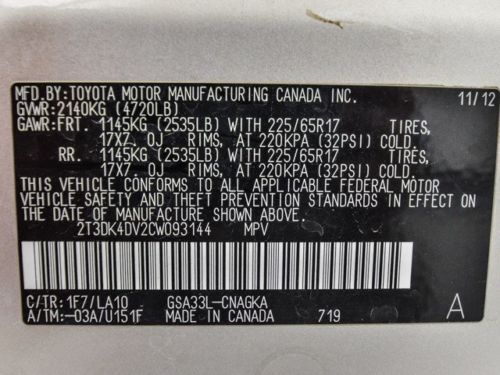 MFD.BY:TOYOTA MOTOR MANUFACTURING CANADA INC. 11/12
GVWR:2140KG (4720LB)
GAWR:FRT. 1145KG (2535LB) WITH 225/65R17 TIRES,
17X7.0J RIMS, AT 220KPA (32PSI) COLD
RR. 1145KG (2535LB) WITH 225/65R17 TIRES,
17X7.0J RIMS, AT 220KPA (32PSI) COLD.
THIS VEHICLE CONFORMS TO ALL APPLICABLE FEDERAL MOTOR
VEHICLE SAFETY AND THEFT PREVENTION STANDARDS IN EFFECT ON
THE DATE OF MANUFACTURE SHOWN ABOVE.
2T3DK4DV2CW093144 MPV
C/TR:1F7/LA10 GSA33L-CNAGKA A
A/TM:-03A/U151F MADE IN CANADA 719